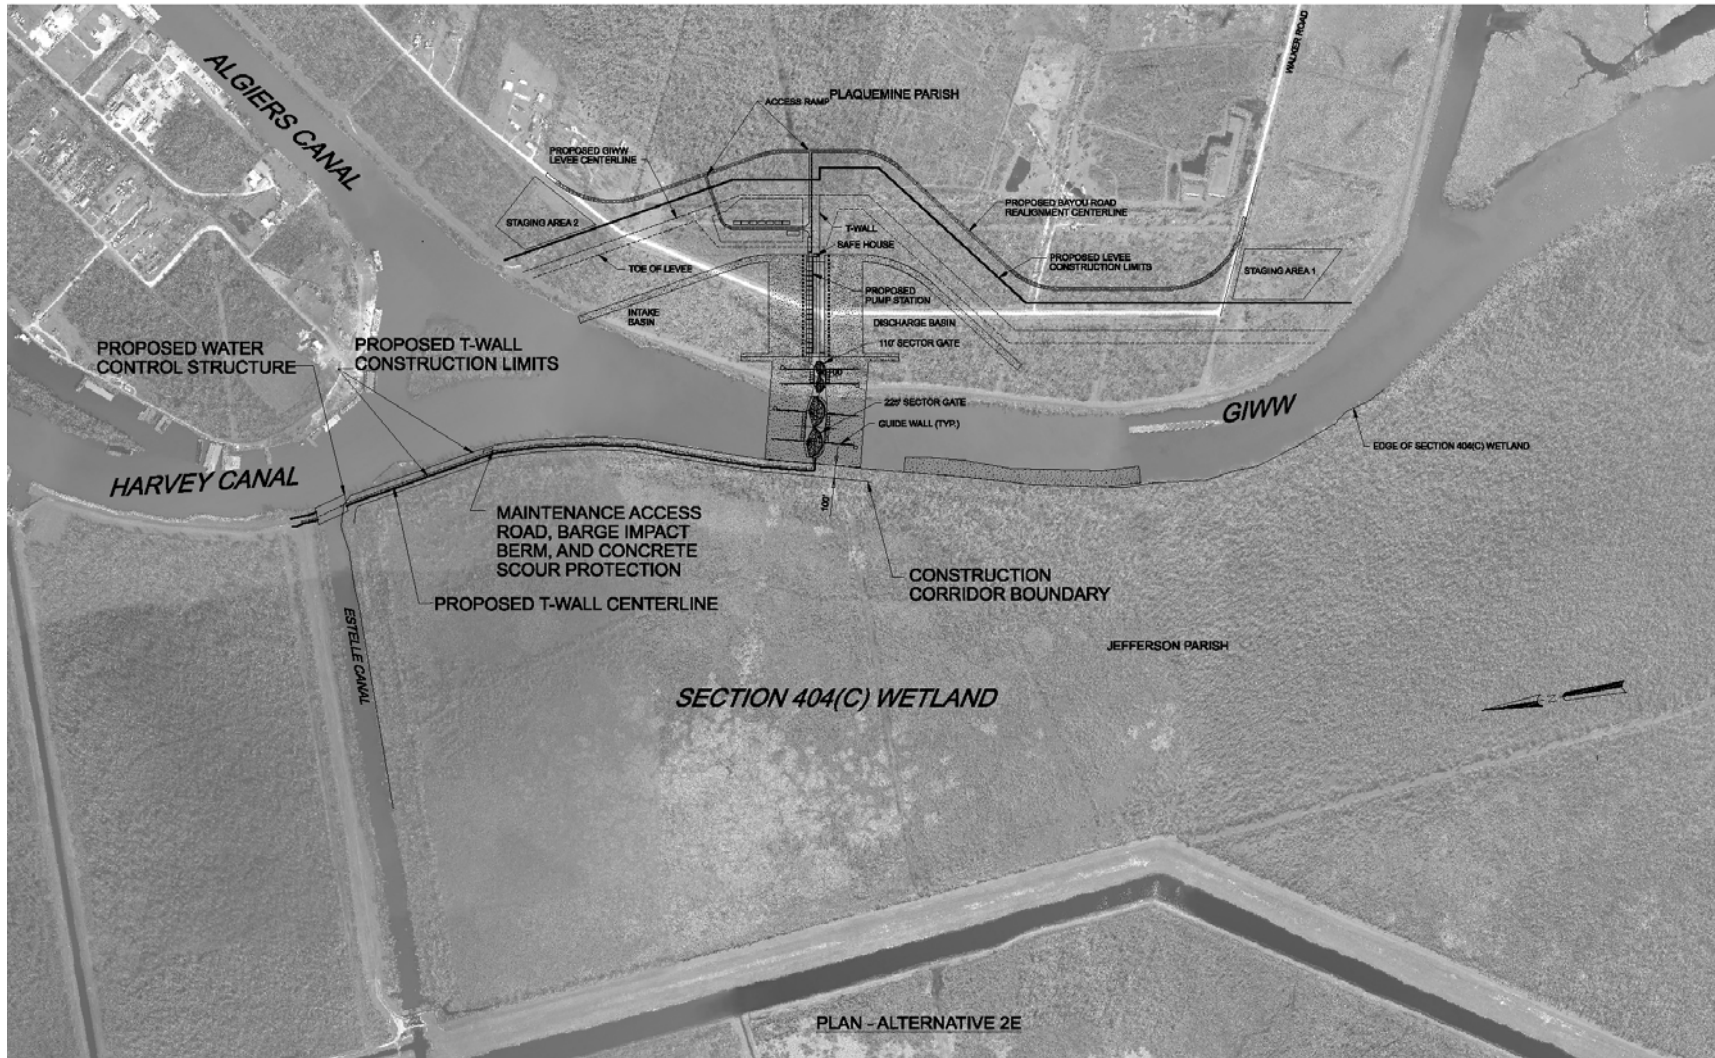 WALKER ROAD
ALGIERS CANAL
ACCESS RAMP
PLAQUEMINE PARISH
PROPOSED GIWW
LEVEE CENTERLINE
STAGING AREA 2
PROPOSED BAYOU ROAD
REALIGNMENT CENTERLINE
T-WALL
SAFE HOUSE
TOE OF LEVEE
PROPOSED LEVEE
CONSTRUCTION LIMITS
STAGING AREA 1
PROPOSED
PUMP STATION
INTAKE
BASIN
DISCHARGE BASIN
110' SECTOR GATE
PROPOSED WATER
CONTROL STRUCTURE
PROPOSED T-WALL
CONSTRUCTION LIMITS
225' SECTOR GATE
GUIDE WALL (TYP.)
GIWW
EDGE OF SECTION 404(C) WETLAND
HARVEY CANAL
100'
MAINTENANCE ACCESS
ROAD, BARGE IMPACT
BERM, AND CONCRETE
SCOUR PROTECTION
PROPOSED T-WALL CENTERLINE
CONSTRUCTION
CORRIDOR BOUNDARY
ESTELLE CANAL
JEFFERSON PARISH
SECTION 404(C) WETLAND
N
PLAN - ALTERNATIVE 2E